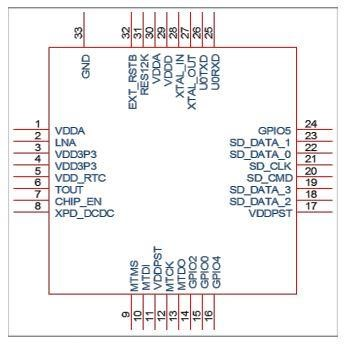 33
GND
32
EXT_RSTB
31
RES12K
30
VDDA
29
VDDD
28
XTAL_IN
27
XTAL_OUT
26
U0TXD
25
U0RXD
1 VDDA
2 LNA
3 VDD3P3
4 VDD3P3
5 VDD_RTC
6 TOUT
7 CHIP_EN
8 XPD_DCDC
GPIO5 24
SD_DATA_1 23
SD_DATA_0 22
SD_CLK 21
SD_CMD 20
SD_DATA_3 19
SD_DATA_2 18
VDDPST 17
MTMS
9
MTDI
10
VDDPST
11
MTCK
12
MTDO
13
GPIO2
14
GPIO0
15
GPIO4
16